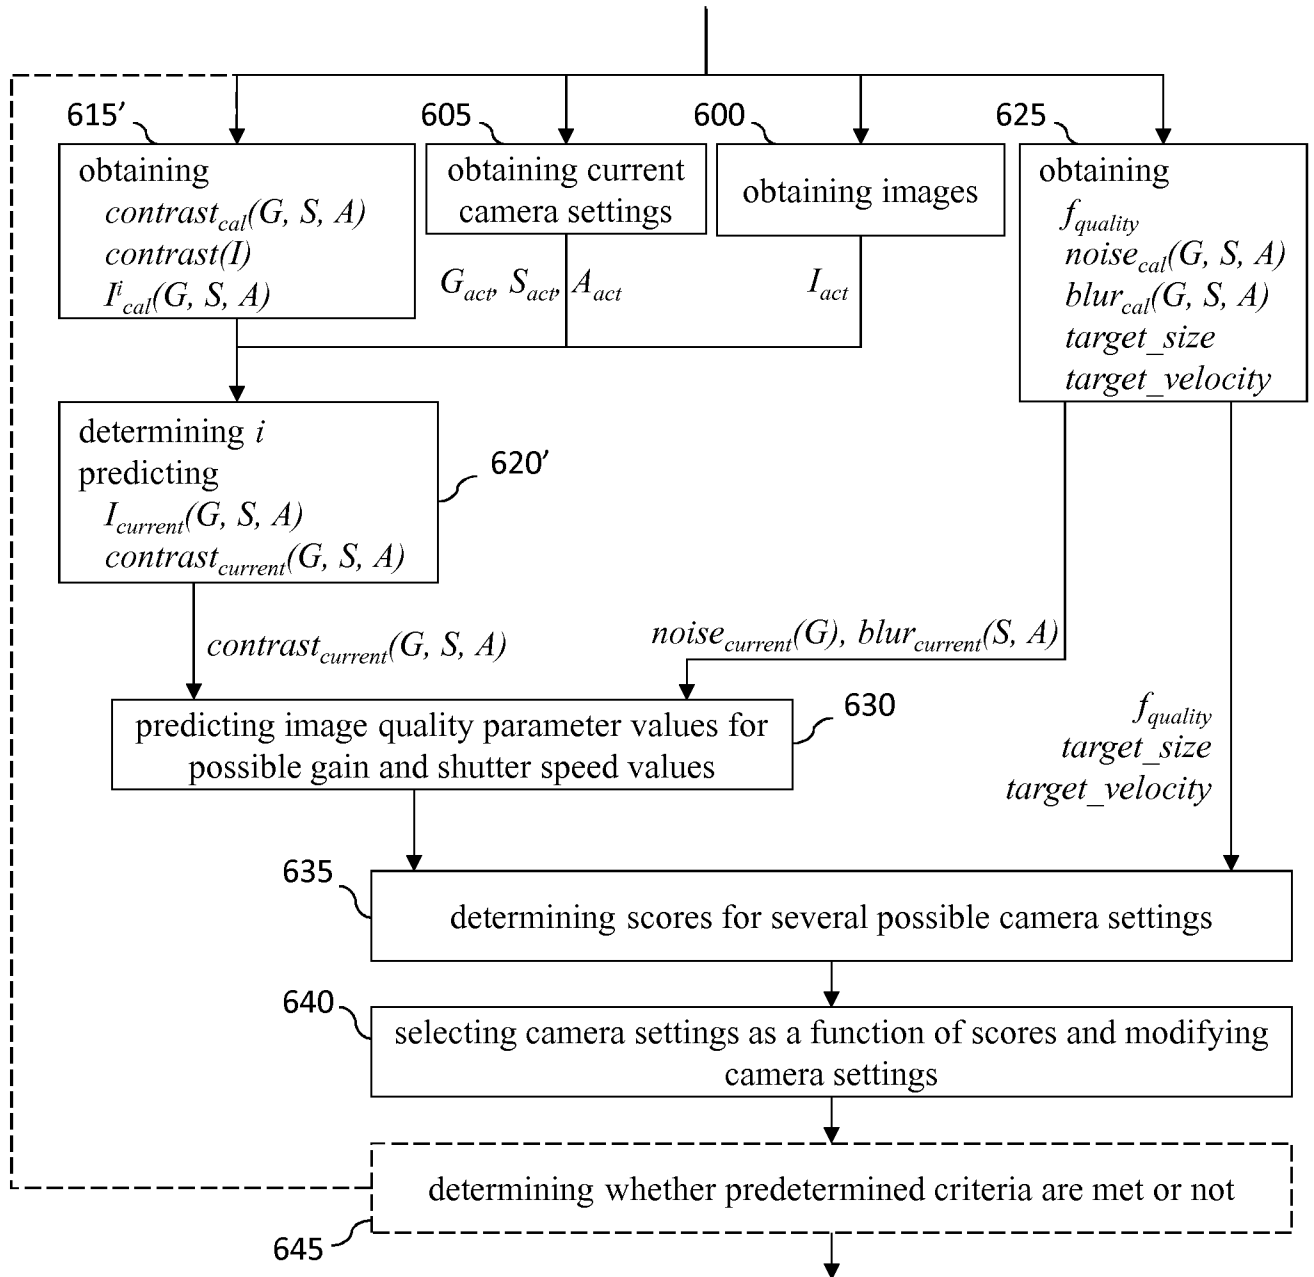 615’
605
600
625
obtaining
contrast_cal(G, S, A)
contrast(I)
I^i_cal(G, S, A)
obtaining current
camera settings
obtaining images
obtaining
f_quality
noise_cal(G, S, A)
blur_cal(G, S, A)
target_size
target_velocity
G_act, S_act, A_act
I_act
determining i
predicting
I_current(G, S, A)
contrast_current(G, S, A)
620’
contrast_current(G, S, A)
noise_current(G), blur_current(S, A)
predicting image quality parameter values for
possible gain and shutter speed values
630
f_quality
target_size
target_velocity
635
determining scores for several possible camera settings
640
selecting camera settings as a function of scores and modifying
camera settings
determining whether predetermined criteria are met or not
645